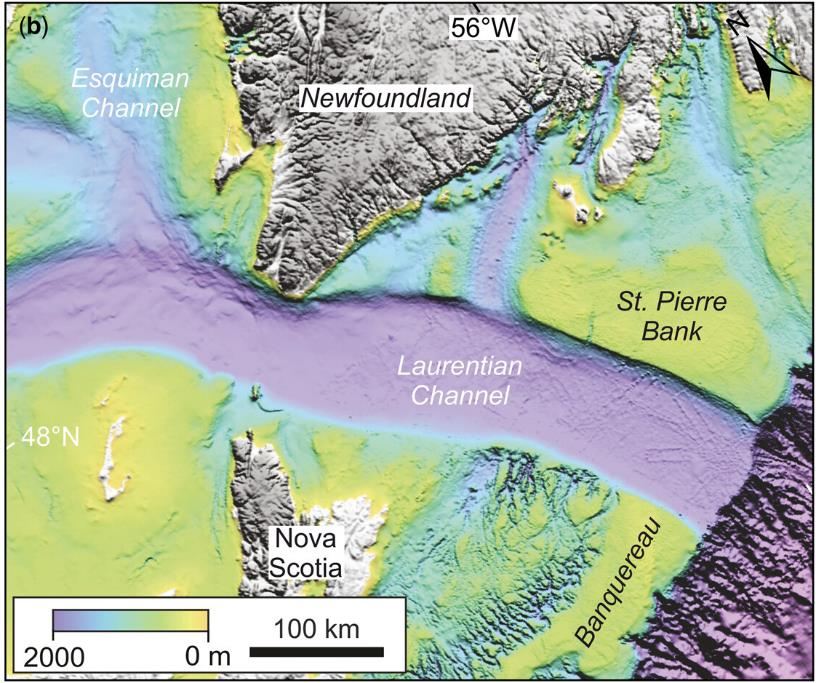 (b)
56°W
N
Esquiman
Channel
Newfoundland
St. Pierre
Bank
Laurentian
Channel
48°N
Nova
Scotia
Banquereau
100 km
2000
0 m